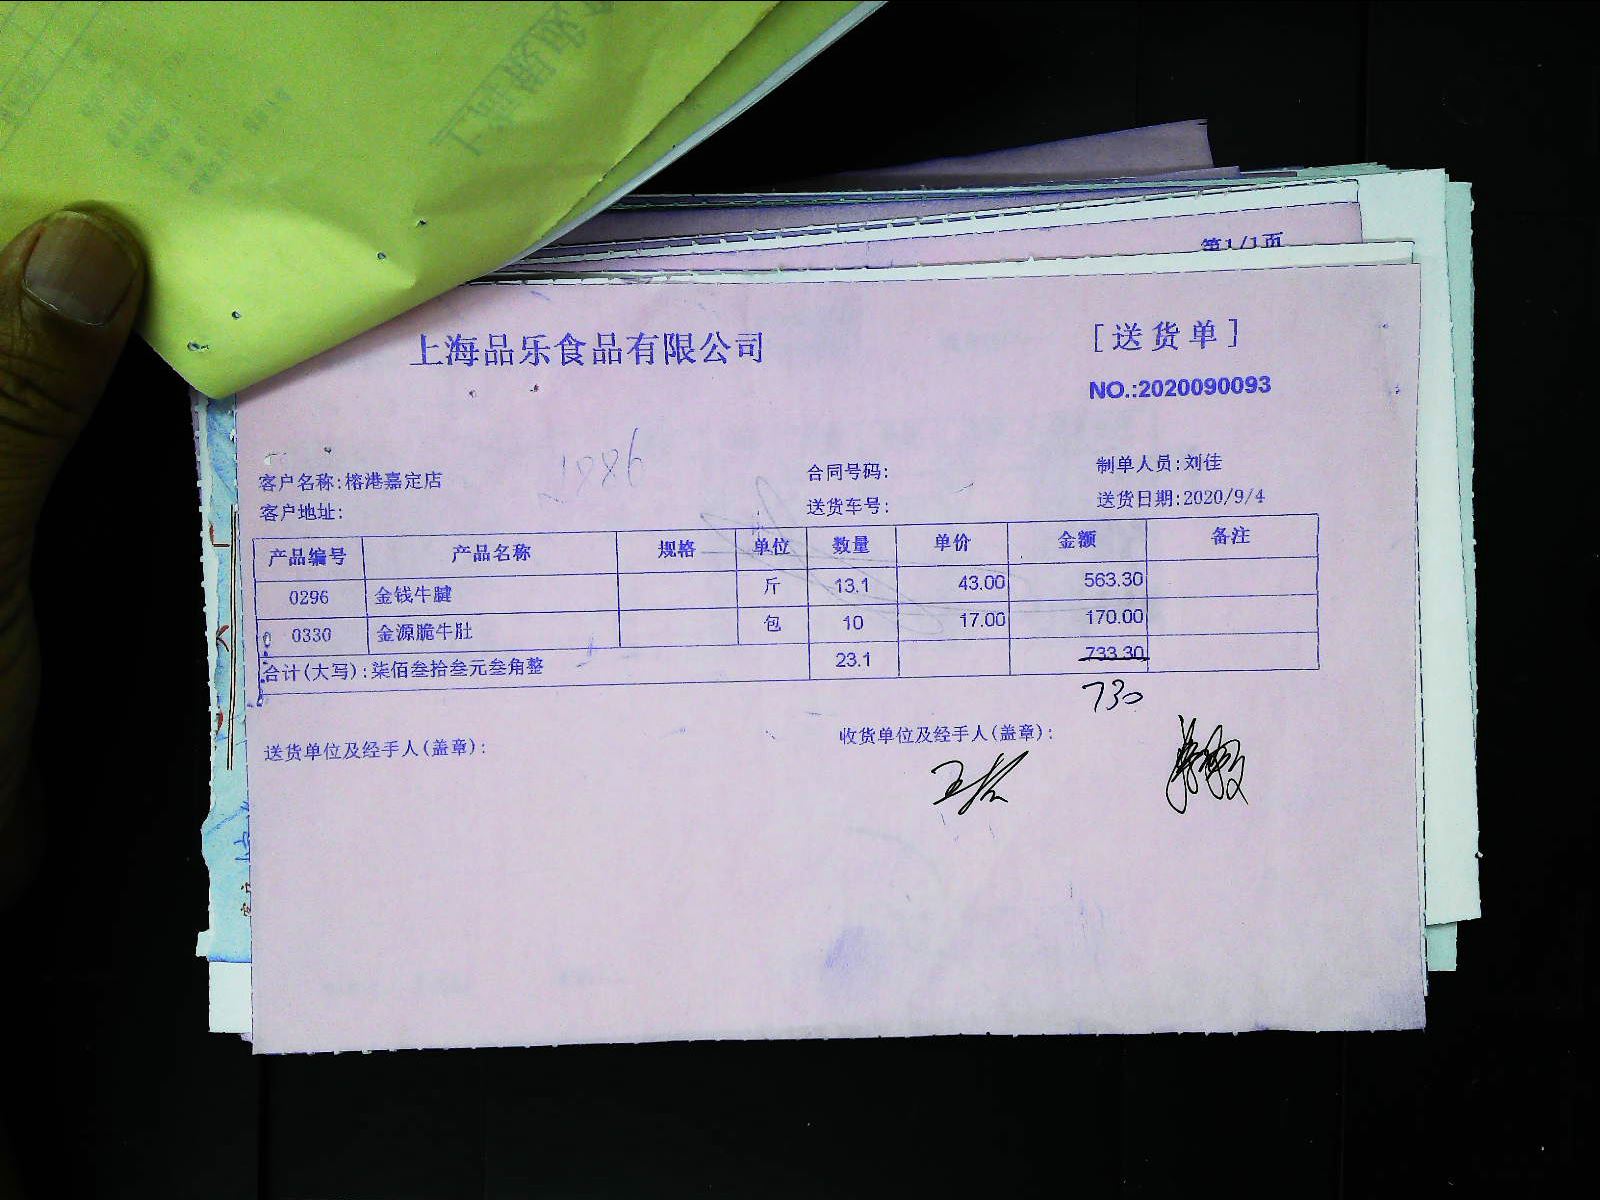 第1/1页
上海品乐食品有限公司
[送货单]
NO.:2020090093
客户名称:榕港嘉定店 合同号码: 制单人员:刘佳
客户地址: 送货车号: 送货日期:2020/9/4
产品编号 产品名称 规格 单位 数量 单价 金额 备注
0296 金钱牛腱 斤 13.1 43.00 563.30
0330 金源脆牛肚 包 10 17.00 170.00
合计(大写):柒佰叁拾叁元叁角整 23.1 733.30
730
送货单位及经手人(盖章): 收货单位及经手人(盖章):